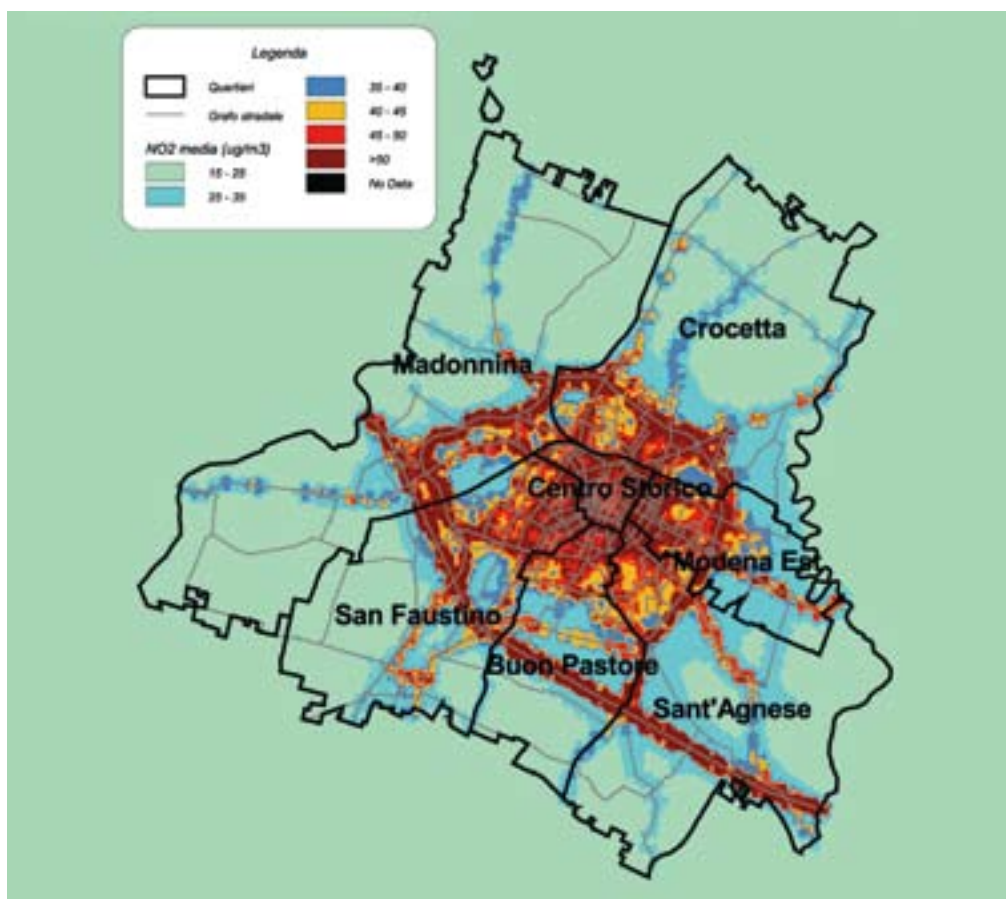 Legenda
Quartieri
Grafo stradale
NO2 media (ug/m3)
15 - 25
25 - 35
35 - 40
40 - 45
45 - 50
>50
No Data
Crocetta
Madonnina
Centro Storico
Modena Est
San Faustino
Buon Pastore
Sant'Agnese